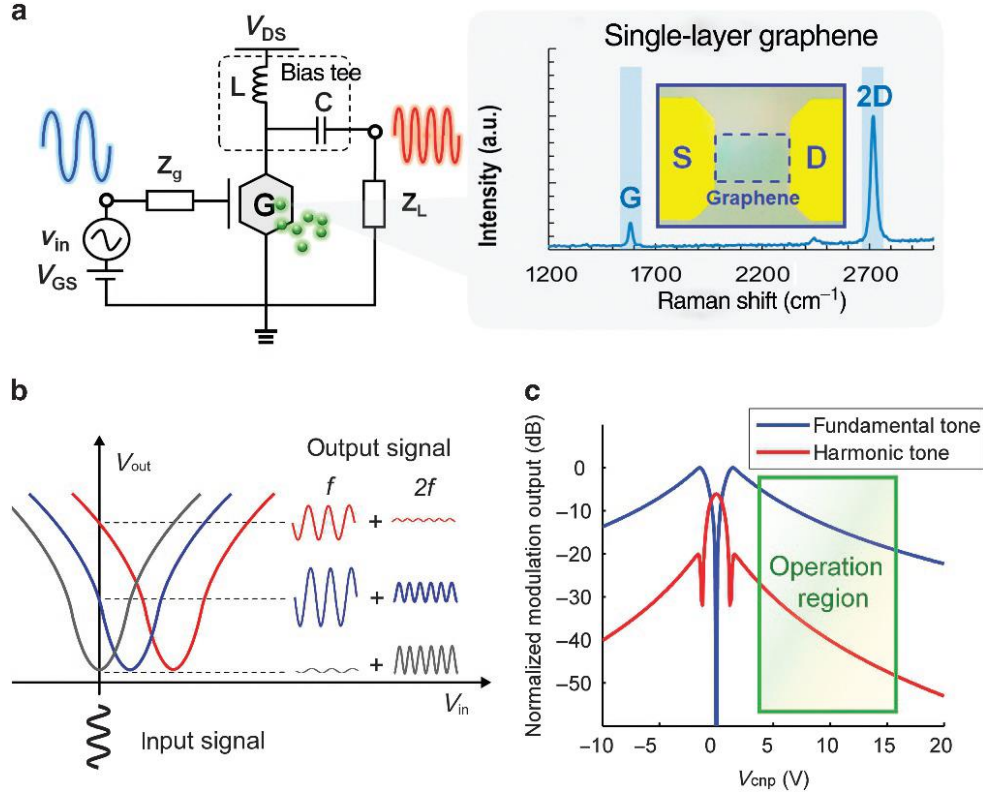 a
V_DS
L
Bias tee
C
Z_g
G
Z_L
v_in
V_GS
Single-layer graphene
Intensity (a.u.)
S
D
Graphene
G
2D
1200 1700 2200 2700
Raman shift (cm⁻¹)
b
V_out
Output signal
f 2f
+
+
+
V_in
Input signal
c
Fundamental tone
Harmonic tone
Normalized modulation output (dB)
0
−10
−20
−30
−40
−50
Operation
region
−10 −5 0 5 10 15 20
V_cnp (V)